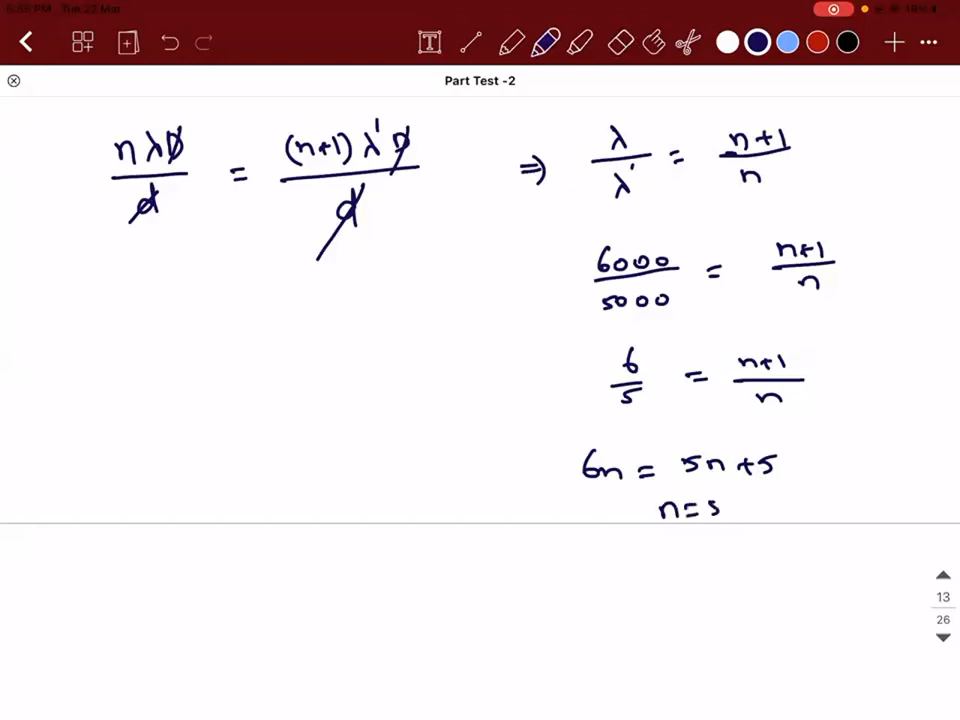 Part Test -2
nλD/d = (n+1)λ'D/d ⇒ λ/λ' = n+1/n
6000/5000 = n+1/n
6/5 = n+1/n
6n = 5n+5
n=5
13
26